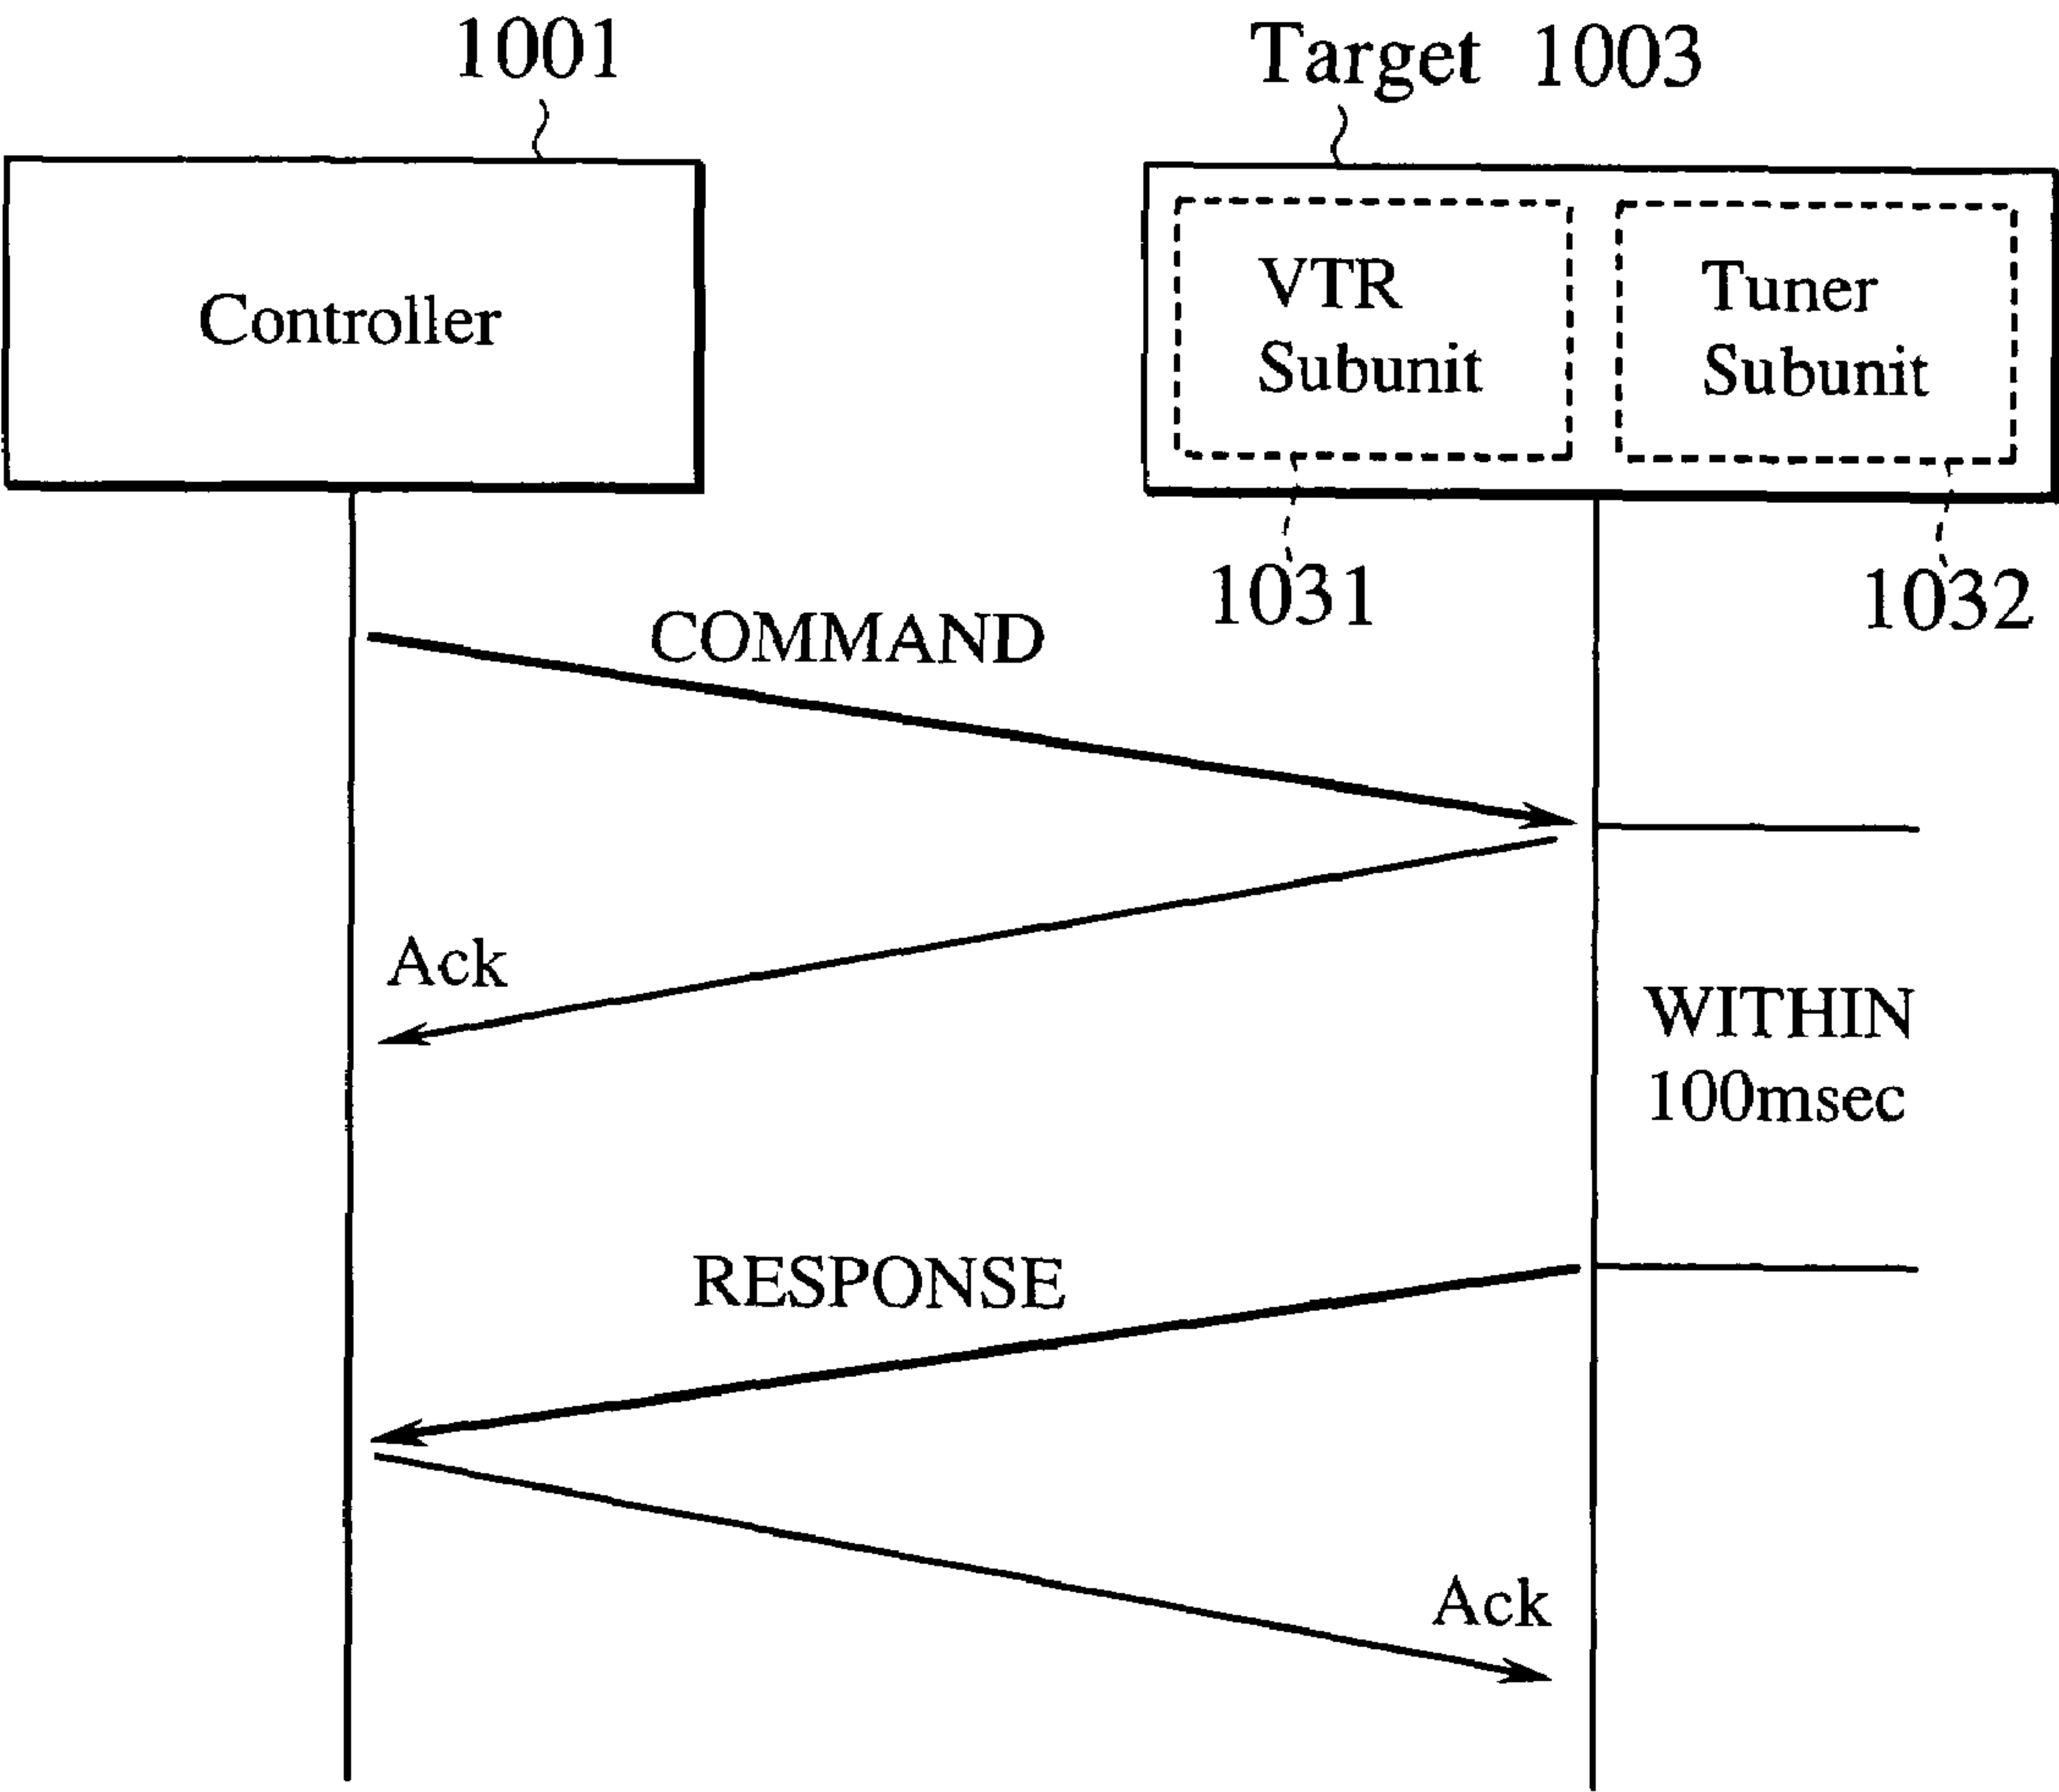 1001
Target 1003
Controller
VTR
Subunit
Tuner
Subunit
1031
1032
COMMAND
Ack
WITHIN
100msec
RESPONSE
Ack